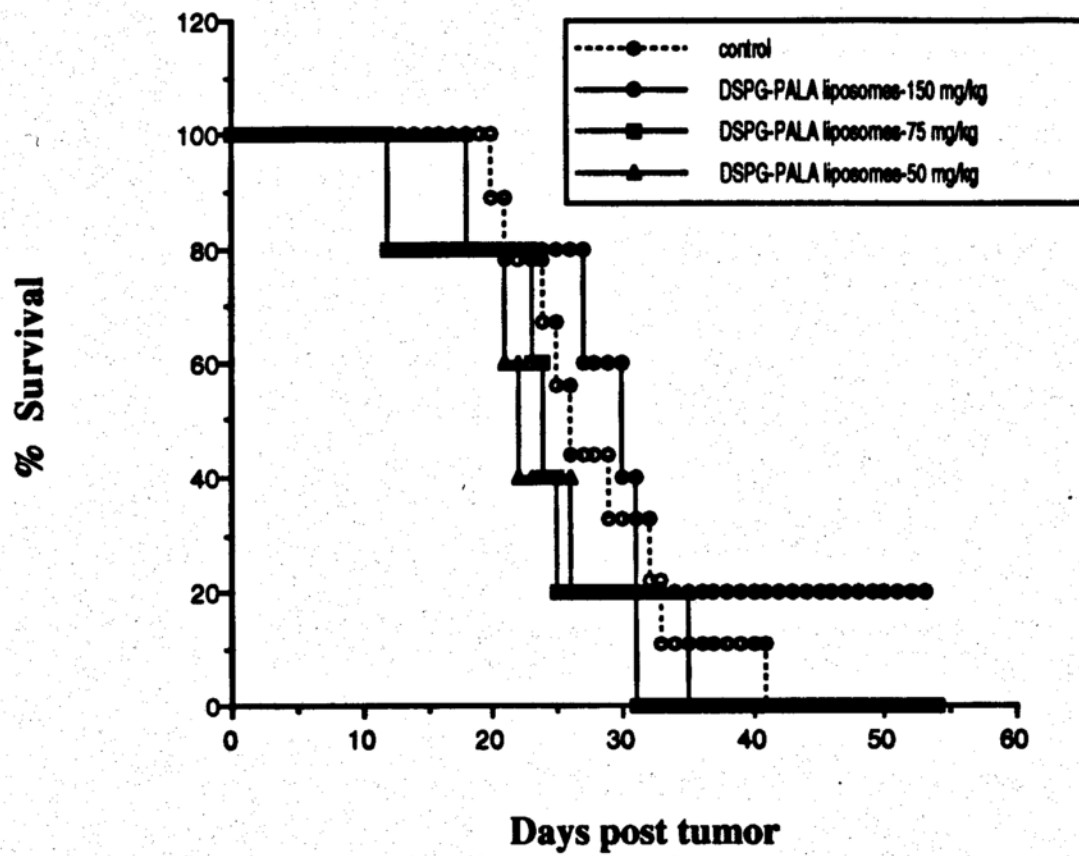 120
100
80
60
40
20
0
% Survival
control
DSPG-PALA liposomes-150 mg/kg
DSPG-PALA liposomes-75 mg/kg
DSPG-PALA liposomes-50 mg/kg
0 10 20 30 40 50 60
Days post tumor